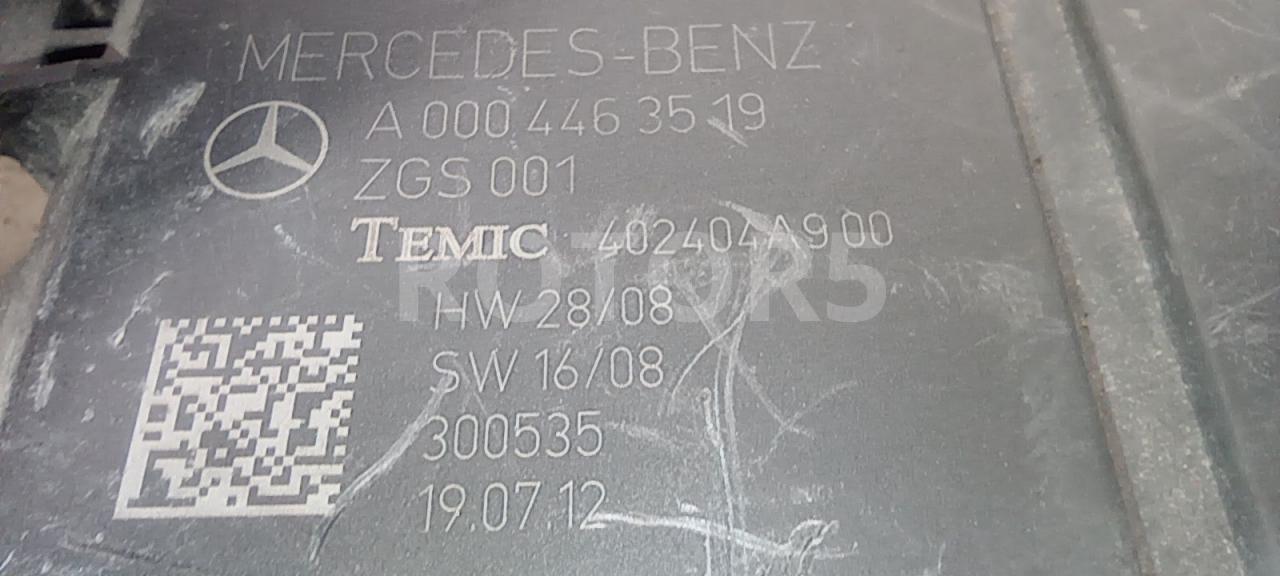 MERCEDES-BENZ
A 000 446 35 19
ZGS 001
TEMIC 402404A9 00
ROTOR5
HW 28/08
SW 16/08
300535
19.07.12